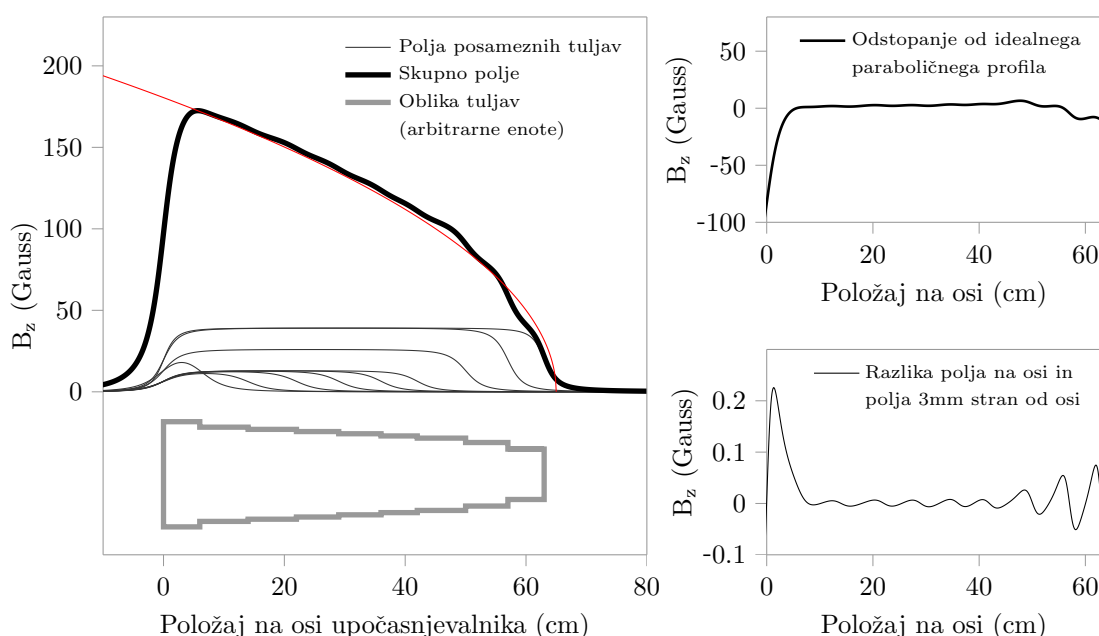 Polja posameznih tuljav
Skupno polje
Oblika tuljav
(arbitrarne enote)
200
150
100
50
0
B_z (Gauss)
0 20 40 60 80
Položaj na osi upočasnjevalnika (cm)
Odstopanje od idealnega
paraboličnega profila
50
0
-50
-100
B_z (Gauss)
0 20 40 60
Položaj na osi (cm)
Razlika polja na osi in
polja 3mm stran od osi
0.2
0.1
0
-0.1
B_z (Gauss)
0 20 40 60
Položaj na osi (cm)